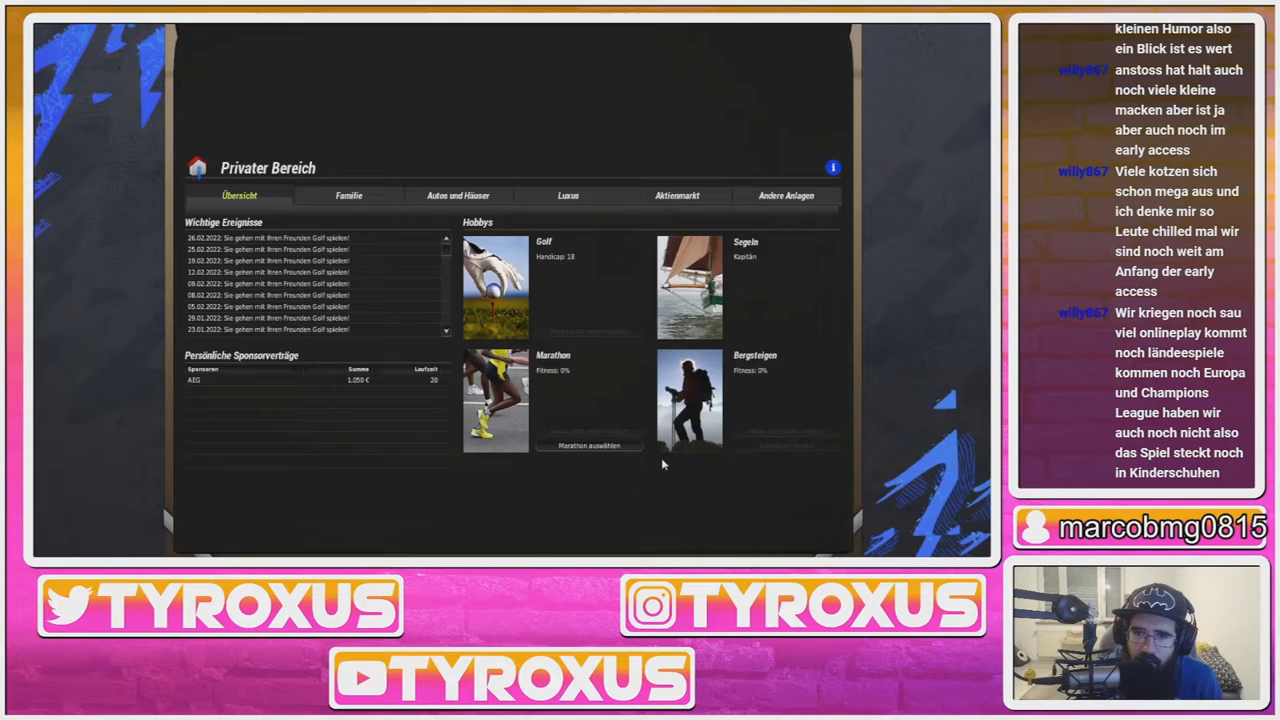 Privater Bereich
Übersicht
Familie
Autos und Häuser
Luxus
Aktienmarkt
Andere Anlagen
Wichtige Ereignisse
26.02.2022: Sie gehen mit Ihren Freunden Golf spielen!
25.02.2022: Sie gehen mit Ihren Freunden Golf spielen!
19.02.2022: Sie gehen mit Ihren Freunden Golf spielen!
12.02.2022: Sie gehen mit Ihren Freunden Golf spielen!
09.02.2022: Sie gehen mit Ihren Freunden Golf spielen!
08.02.2022: Sie gehen mit Ihren Freunden Golf spielen!
05.02.2022: Sie gehen mit Ihren Freunden Golf spielen!
29.01.2022: Sie gehen mit Ihren Freunden Golf spielen!
23.01.2022: Sie gehen mit Ihren Freunden Golf spielen!
Persönliche Sponsorverträge
Sponsoren Summe Laufzeit
AEG 1.050 € 20
Hobbys
Golf
Handicap: 18
Segeln
Kapitän
Marathon
Fitness: 0%
Marathon auswählen
Bergsteigen
Fitness: 0%
kleinen Humor also
ein Blick ist es wert
willy867 anstoss hat halt auch
noch viele kleine
macken aber ist ja
aber auch noch im
early access
willy867 Viele kotzen sich
schon mega aus und
ich denke mir so
Leute chilled mal wir
sind noch weit am
Anfang der early
access
willy867 Wir kriegen noch sau
viel onlineplay kommt
noch ländeespiele
kommen noch Europa
und Champions
League haben wir
auch noch nicht also
das Spiel steckt noch
in Kinderschuhen
marcobmg0815
TYROXUS
TYROXUS
TYROXUS